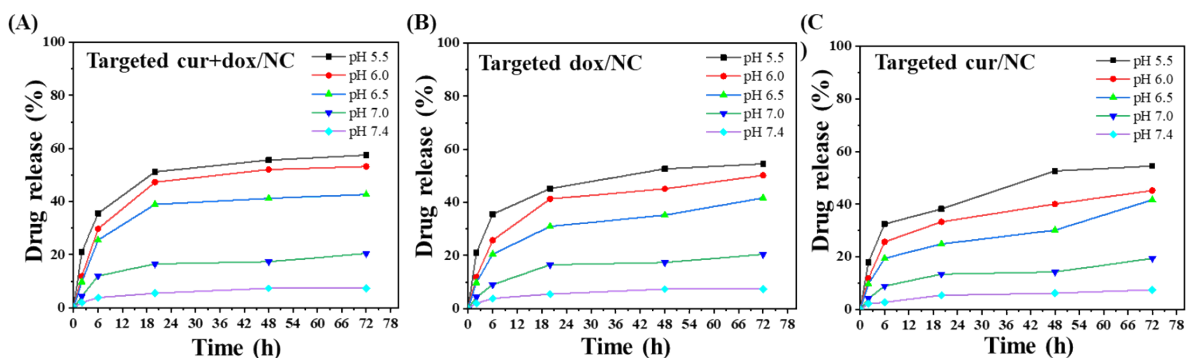 (A)
Targeted cur+dox/NC
pH 5.5
pH 6.0
pH 6.5
pH 7.0
pH 7.4
Drug release (%)
100
80
60
40
20
0
0 6 12 18 24 30 36 42 48 54 60 66 72 78
Time (h)
(B)
Targeted dox/NC
pH 5.5
pH 6.0
pH 6.5
pH 7.0
pH 7.4
Drug release (%)
100
80
60
40
20
0
0 6 12 18 24 30 36 42 48 54 60 66 72 78
Time (h)
(C
)
Targeted cur/NC
pH 5.5
pH 6.0
pH 6.5
pH 7.0
pH 7.4
Drug release (%)
100
80
60
40
20
0
0 6 12 18 24 30 36 42 48 54 60 66 72 78
Time (h)